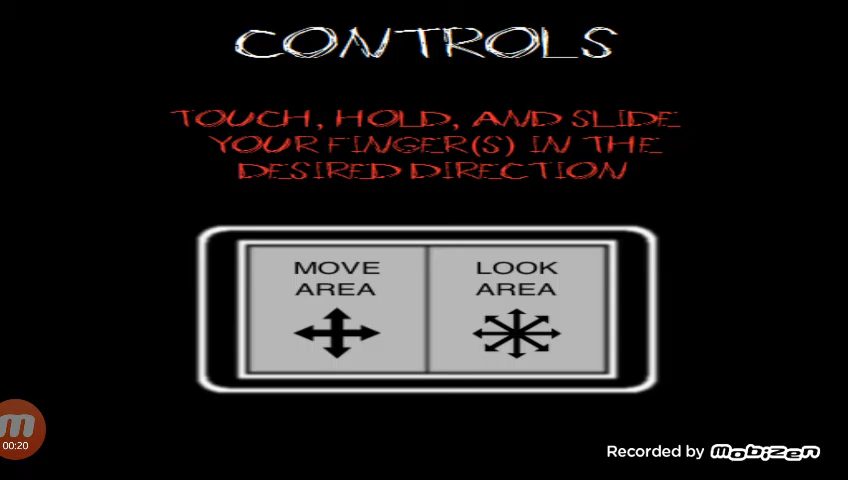 CONTROLS
TOUCH, HOLD, AND SLIDE
YOUR FINGER(S) IN THE
DESIRED DIRECTION
MOVE
AREA
LOOK
AREA
00:20
Recorded by mobizen